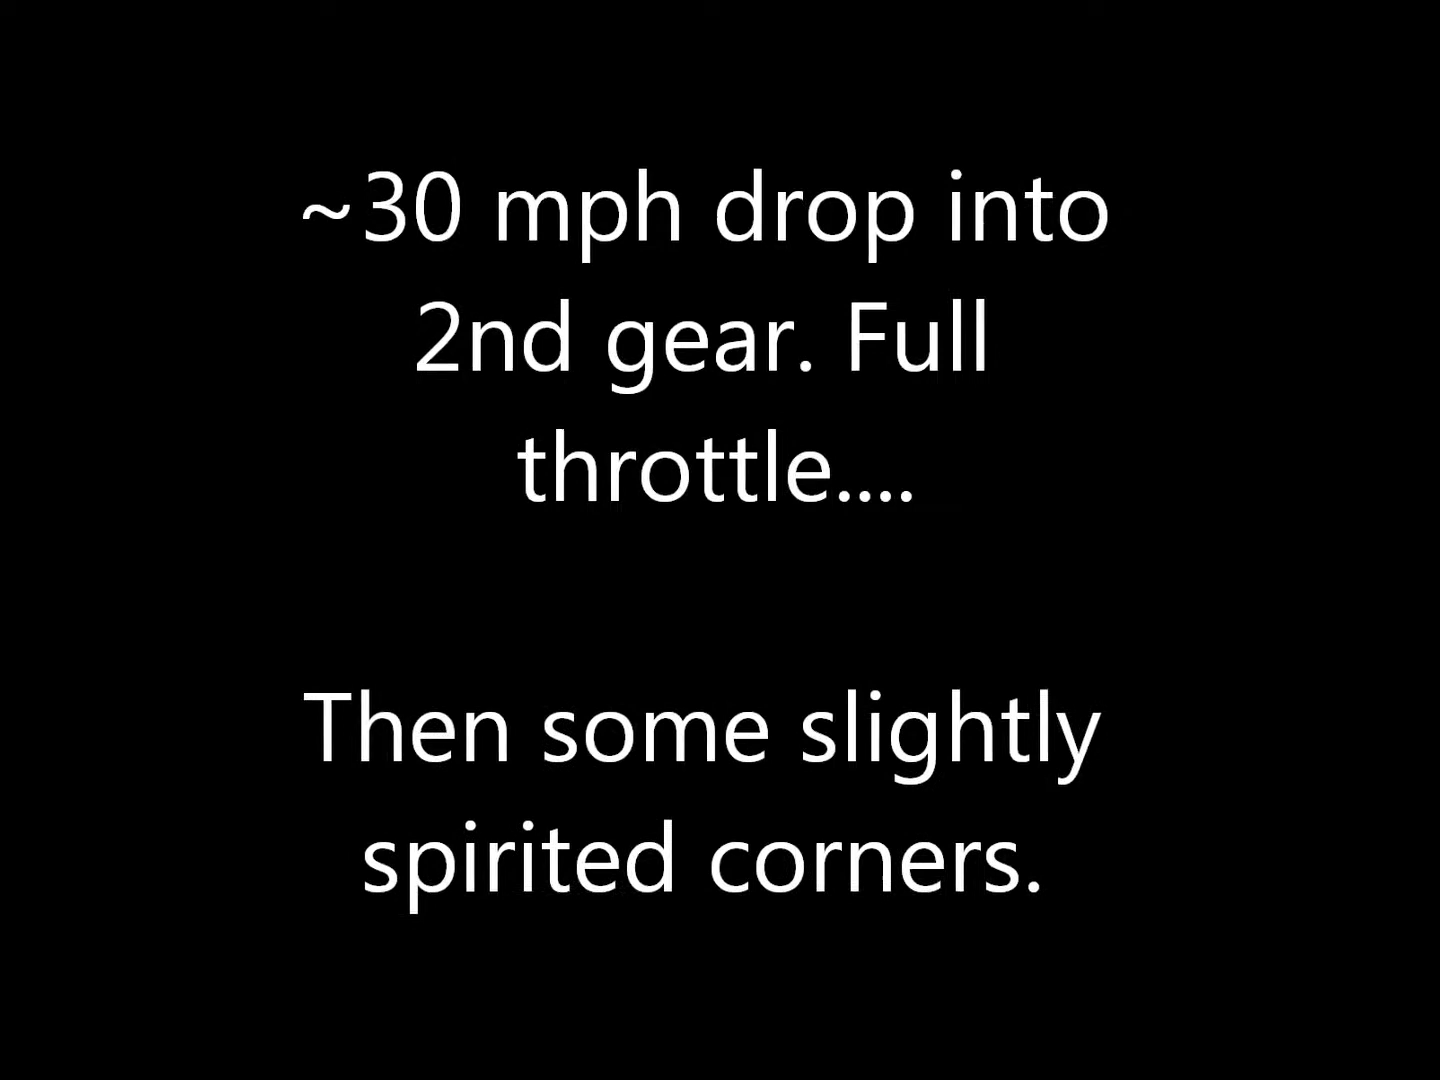 ~30 mph drop into
2nd gear. Full
throttle....
Then some slightly
spirited corners.